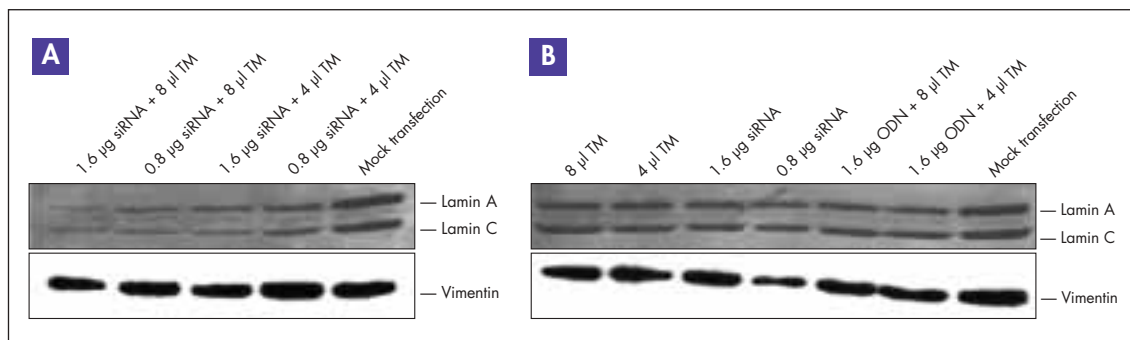 A
1.6 µg siRNA + 8 µl TM
0.8 µg siRNA + 8 µl TM
1.6 µg siRNA + 4 µl TM
0.8 µg siRNA + 4 µl TM
Mock transfection
Lamin A
Lamin C
Vimentin
B
8 µl TM
4 µl TM
1.6 µg siRNA
0.8 µg siRNA
1.6 µg ODN + 8 µl TM
1.6 µg ODN + 4 µl TM
Mock transfection
Lamin A
Lamin C
Vimentin